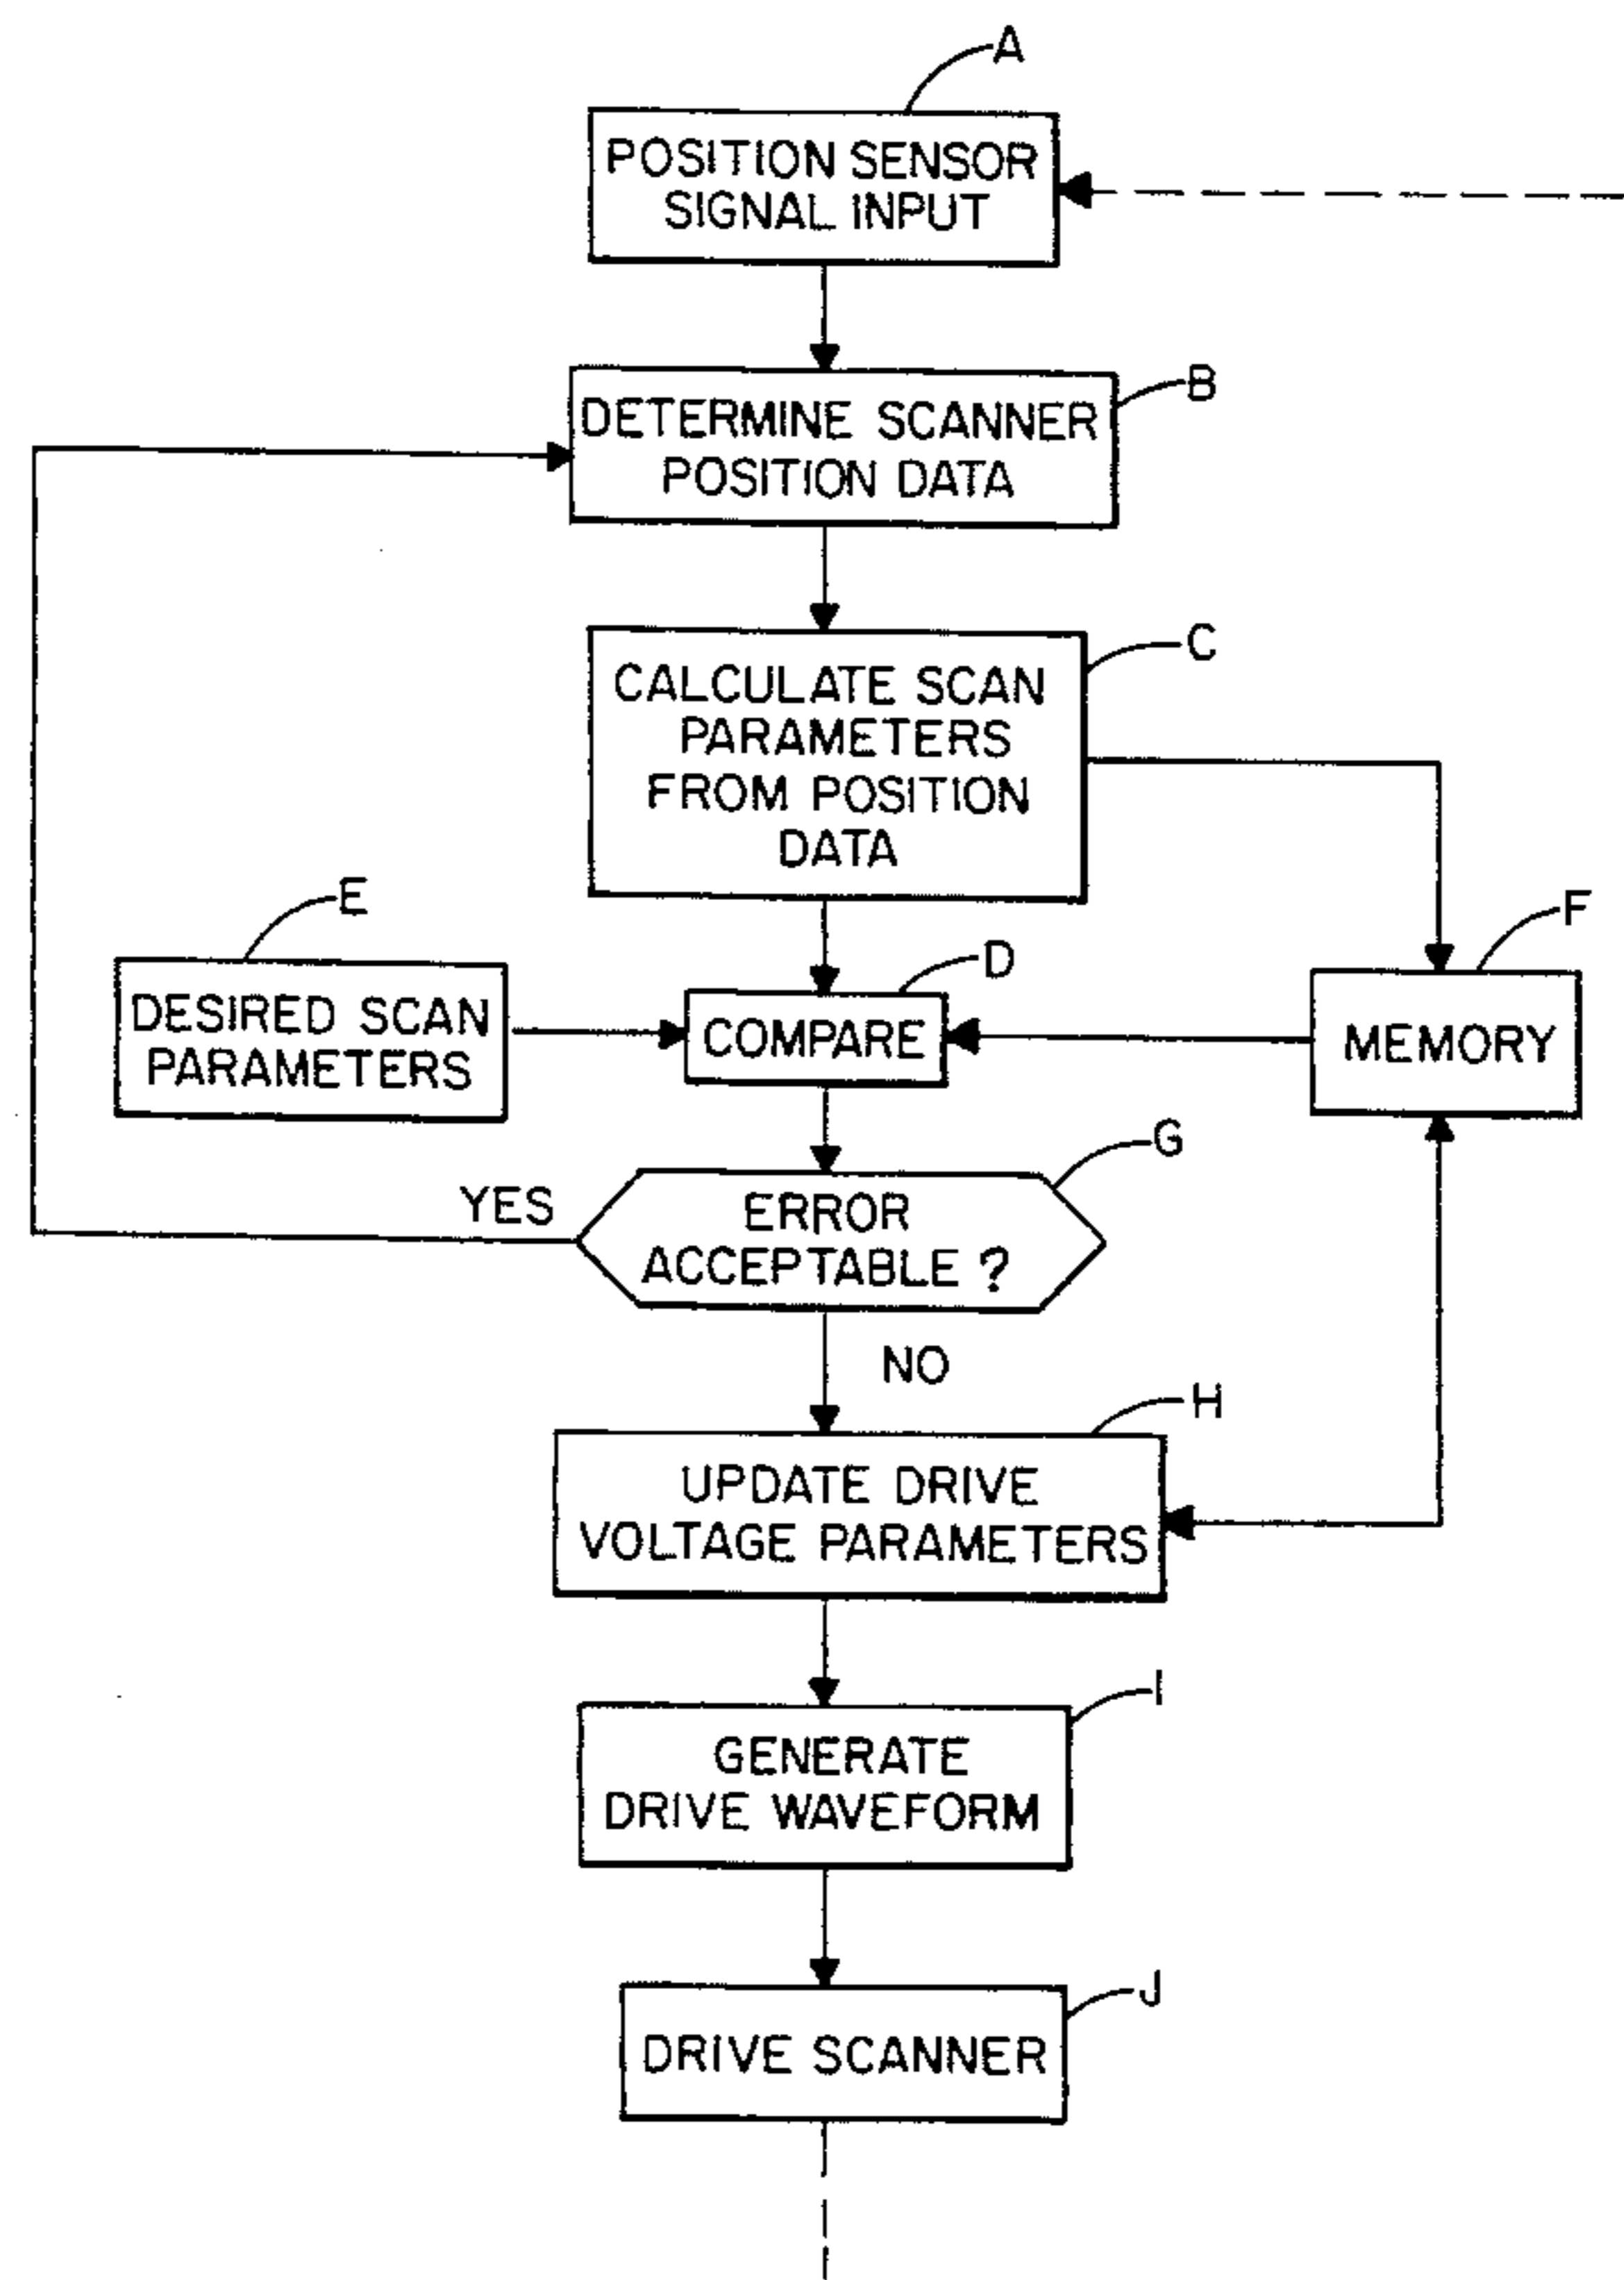 A
POSITION SENSOR
SIGNAL INPUT
B
DETERMINE SCANNER
POSITION DATA
C
CALCULATE SCAN
PARAMETERS
FROM POSITION
DATA
E
DESIRED SCAN
PARAMETERS
D
COMPARE
F
MEMORY
G
YES
ERROR
ACCEPTABLE ?
NO
H
UPDATE DRIVE
VOLTAGE PARAMETERS
I
GENERATE
DRIVE WAVEFORM
J
DRIVE SCANNER